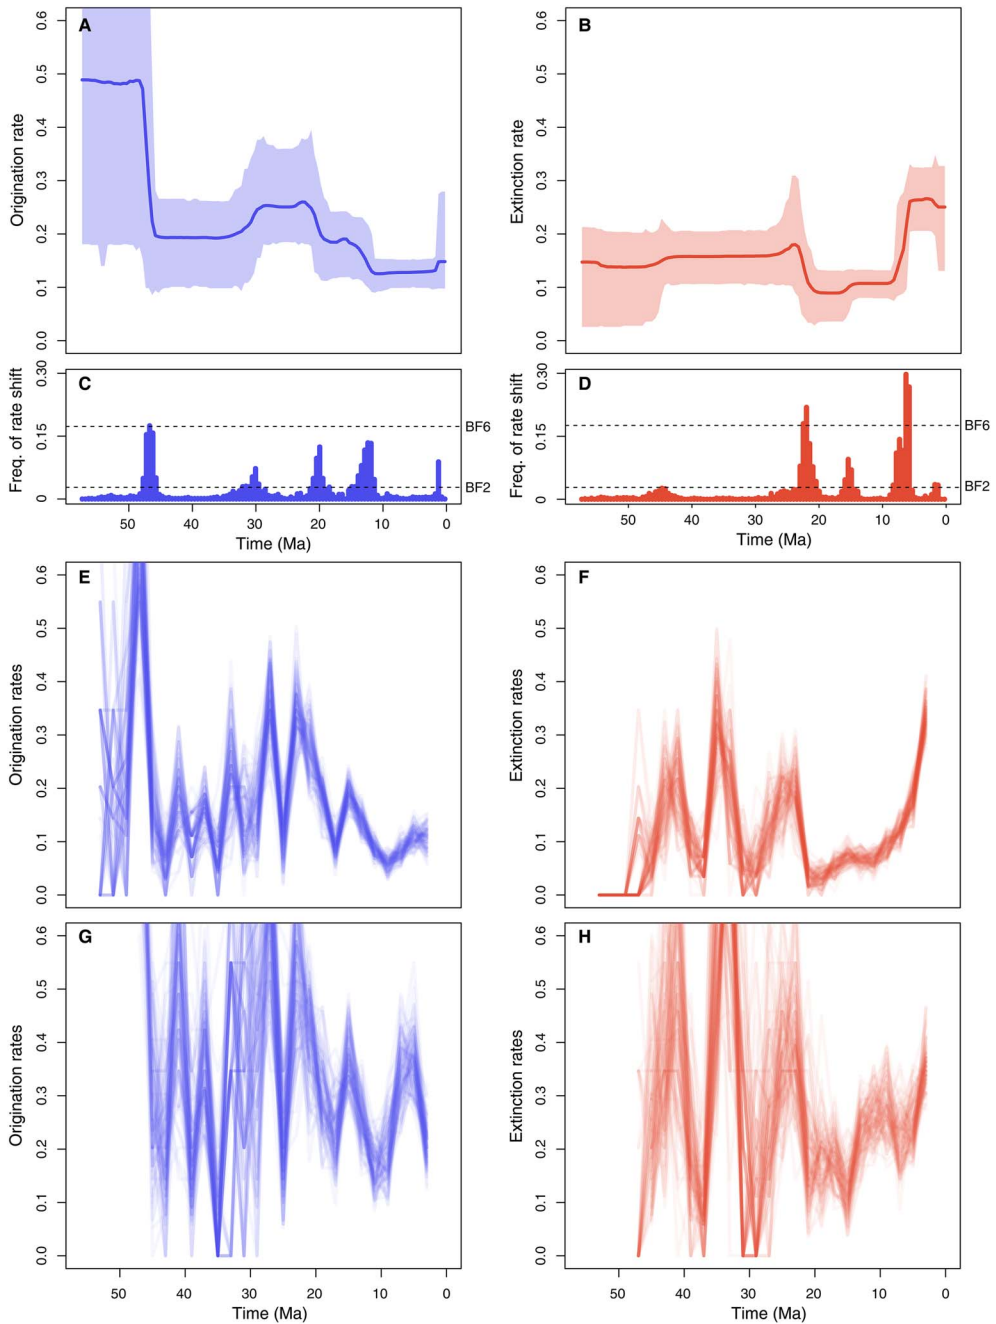 A
Origination rate
0.6
0.5
0.4
0.3
0.2
0.1
0.0
B
Extinction rate
0.6
0.5
0.4
0.3
0.2
0.1
0.0
C
Freq. of rate shift
0.30
0.15
0
BF6
BF2
50 40 30 20 10 0
Time (Ma)
D
Freq. of rate shift
0.30
0.15
0
BF6
BF2
50 40 30 20 10 0
Time (Ma)
E
Origination rates
0.6
0.5
0.4
0.3
0.2
0.1
0.0
F
Extinction rates
0.6
0.5
0.4
0.3
0.2
0.1
0.0
G
Origination rates
0.6
0.5
0.4
0.3
0.2
0.1
0.0
50 40 30 20 10 0
Time (Ma)
H
Extinction rates
0.6
0.5
0.4
0.3
0.2
0.1
0.0
50 40 30 20 10 0
Time (Ma)